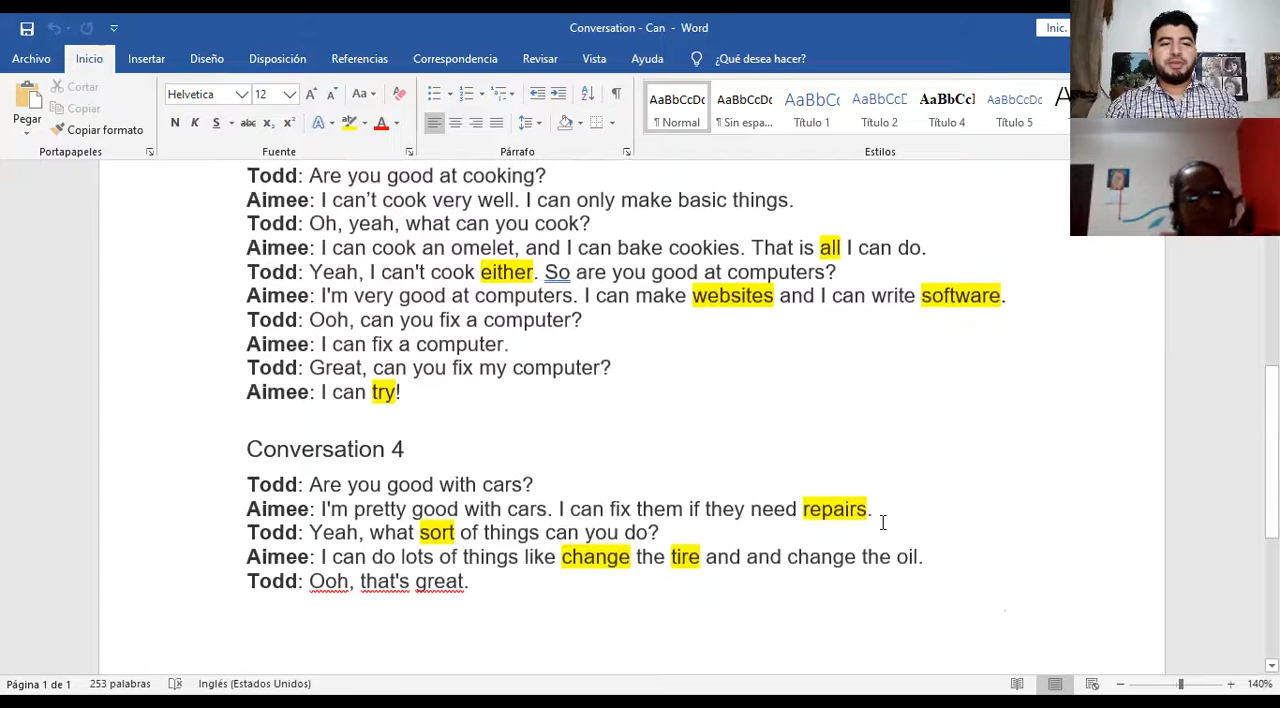 Conversation - Can - Word
Inic.
Archivo Inicio Insertar Diseño Disposición Referencias Correspondencia Revisar Vista Ayuda ¿Qué desea hacer?
Pegar
Cortar
Copiar
Copiar formato
Portapapeles
Helvetica 12
Aa
N K S abc x₂ x²
Fuente
Párrafo
AaBbCcDc AaBbCcDc AaBbCcD AaBbCcD AaBbCcI AaBbCcD
¶ Normal ¶ Sin espa... Título 1 Título 2 Título 4 Título 5
Estilos
Todd: Are you good at cooking?
Aimee: I can’t cook very well. I can only make basic things.
Todd: Oh, yeah, what can you cook?
Aimee: I can cook an omelet, and I can bake cookies. That is all I can do.
Todd: Yeah, I can't cook either. So are you good at computers?
Aimee: I'm very good at computers. I can make websites and I can write software.
Todd: Ooh, can you fix a computer?
Aimee: I can fix a computer.
Todd: Great, can you fix my computer?
Aimee: I can try!
Conversation 4
Todd: Are you good with cars?
Aimee: I'm pretty good with cars. I can fix them if they need repairs.
Todd: Yeah, what sort of things can you do?
Aimee: I can do lots of things like change the tire and and change the oil.
Todd: Ooh, that's great.
Página 1 de 1 253 palabras Inglés (Estados Unidos) 140%